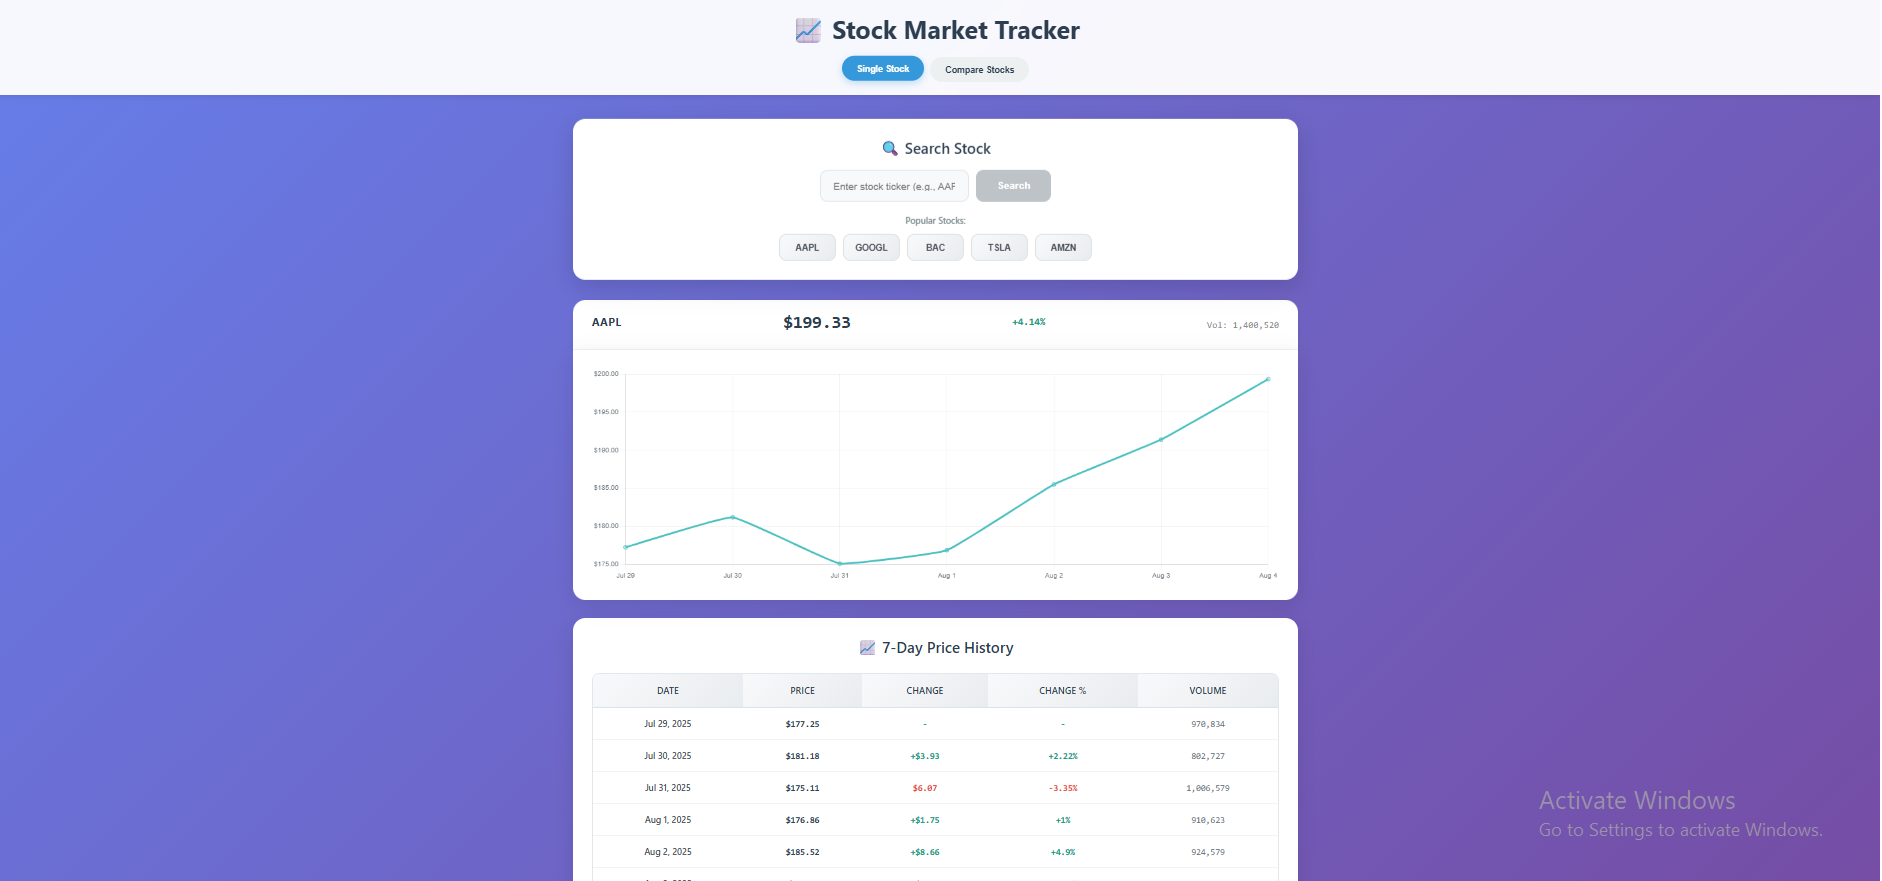 Stock Market Tracker
Single Stock Compare Stocks
Search Stock
Enter stock ticker (e.g., AAP Search
Popular Stocks:
AAPL GOOGL BAC TSLA AMZN
AAPL $199.33 +4.14% Vol: 1,400,520
$200.00
$195.00
$190.00
$185.00
$180.00
$175.00
Jul 29 Jul 30 Jul 31 Aug 1 Aug 2 Aug 3 Aug 4
7-Day Price History
DATE PRICE CHANGE CHANGE % VOLUME
Jul 29, 2025 $177.25 - - 970,834
Jul 30, 2025 $181.18 +$3.93 +2.22% 802,727
Jul 31, 2025 $175.11 $6.07 -3.35% 1,006,579
Aug 1, 2025 $176.86 +$1.75 +1% 910,623
Aug 2, 2025 $185.52 +$8.66 +4.9% 924,579
Activate Windows
Go to Settings to activate Windows.